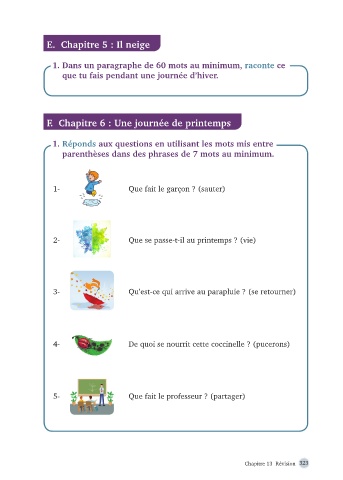 E. Chapitre 5 : Il neige
1. Dans un paragraphe de 60 mots au minimum, raconte ce
que tu fais pendant une journée d'hiver.
F. Chapitre 6 : Une journée de printemps
1. Réponds aux questions en utilisant les mots mis entre
parenthèses dans des phrases de 7 mots au minimum.
1- Que fait le garçon ? (sauter)
2- Que se passe-t-il au printemps ? (vie)
3- Qu'est-ce qui arrive au parapluie ? (se retourner)
4- De quoi se nourrit cette coccinelle ? (pucerons)
5- Que fait le professeur ? (partager)
Chapitre 13 Révision 323